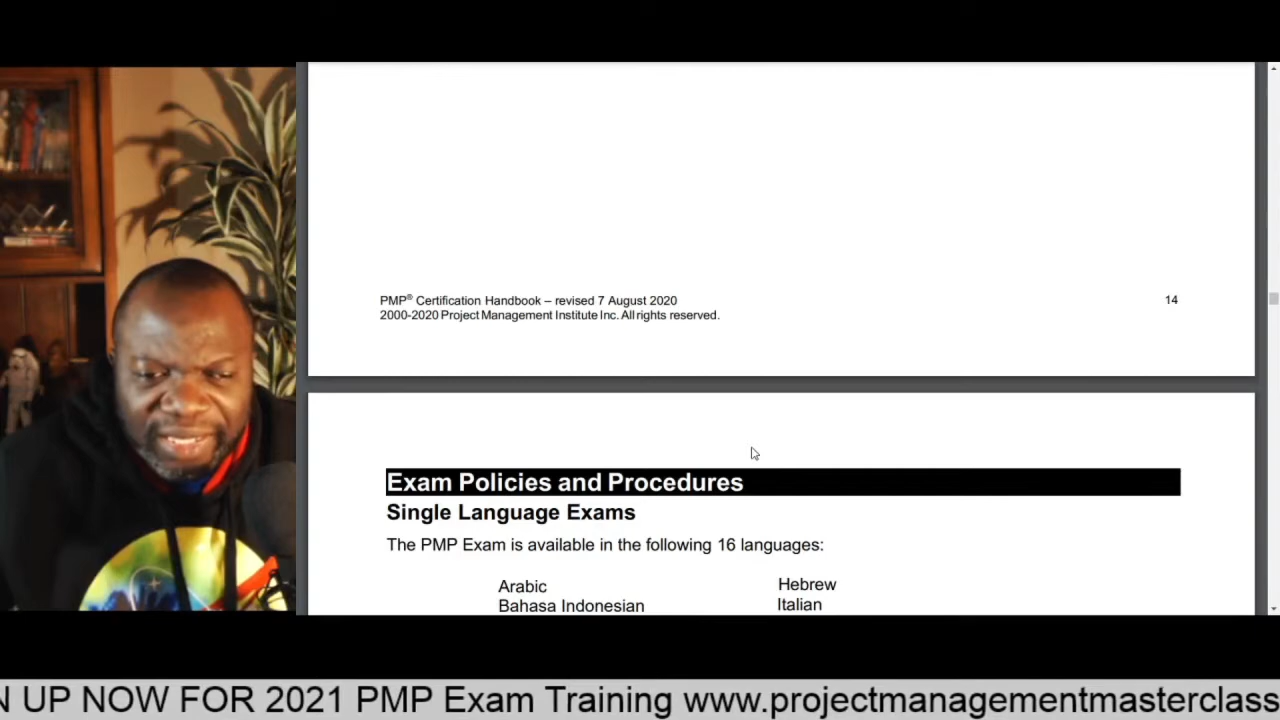 PMP® Certification Handbook – revised 7 August 2020
14
2000-2020 Project Management Institute Inc. All rights reserved.
Exam Policies and Procedures
Single Language Exams
The PMP Exam is available in the following 16 languages:
Arabic
Hebrew
Bahasa Indonesian
Italian
N UP NOW FOR 2021 PMP Exam Training www.projectmanagementmasterclass